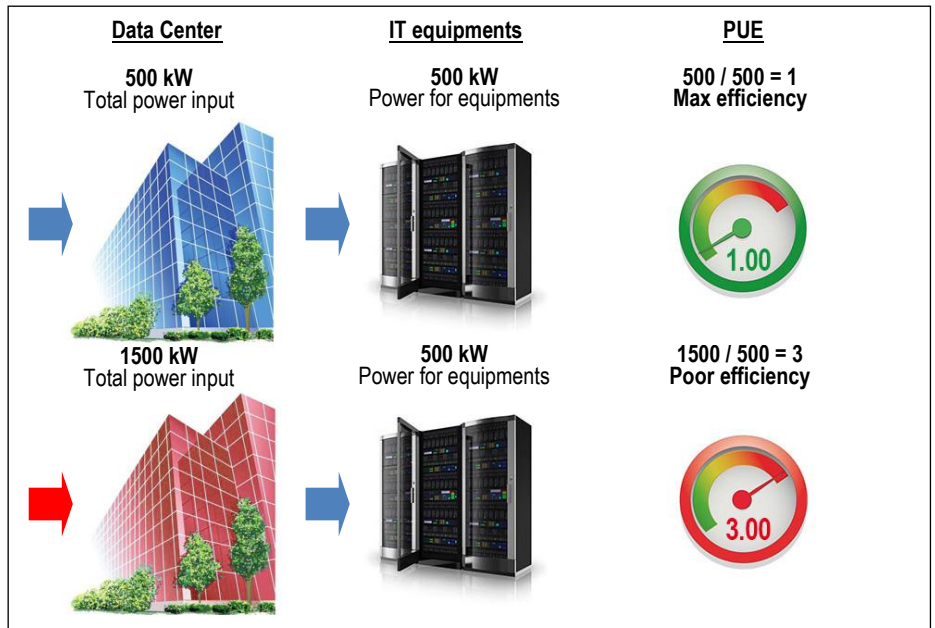 Data Center
IT equipments
PUE
500 kW
Total power input
500 kW
Power for equipments
500 / 500 = 1
Max efficiency
1.00
1500 kW
Total power input
500 kW
Power for equipments
1500 / 500 = 3
Poor efficiency
3.00